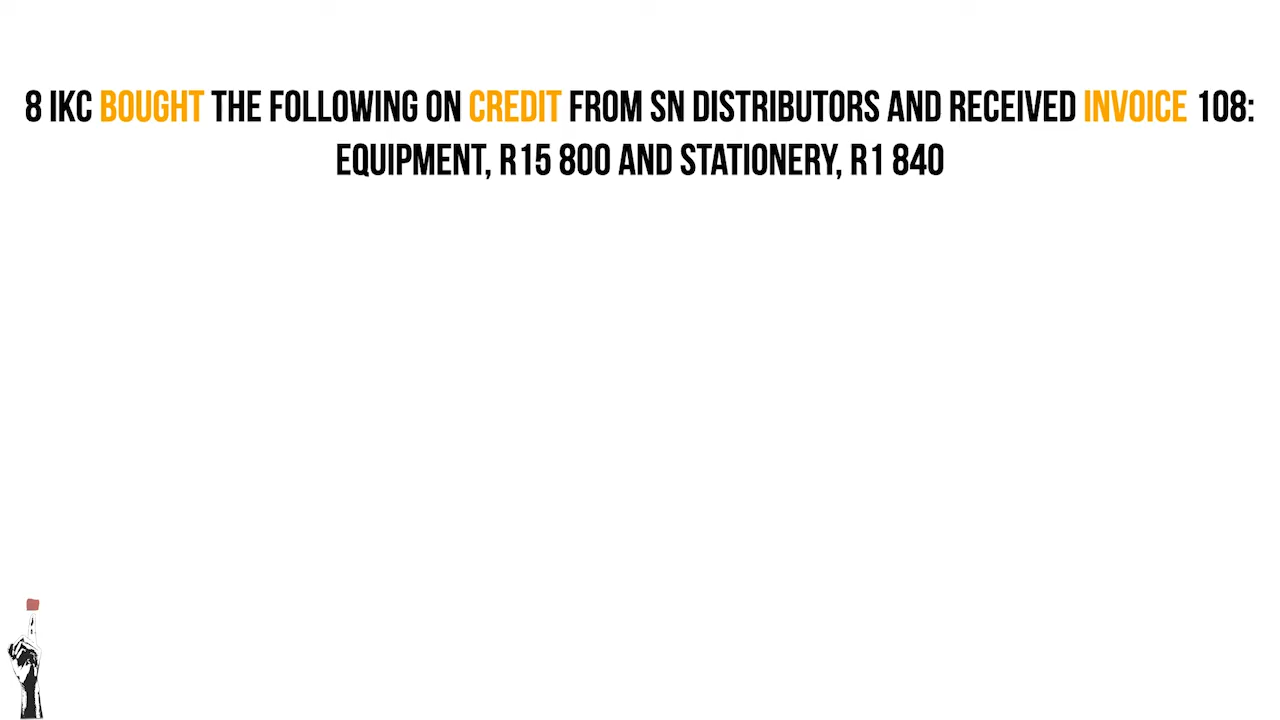 8 IKC BOUGHT THE FOLLOWING ON CREDIT FROM SN DISTRIBUTORS AND RECEIVED INVOICE 108:
EQUIPMENT, R15 800 AND STATIONERY, R1 840